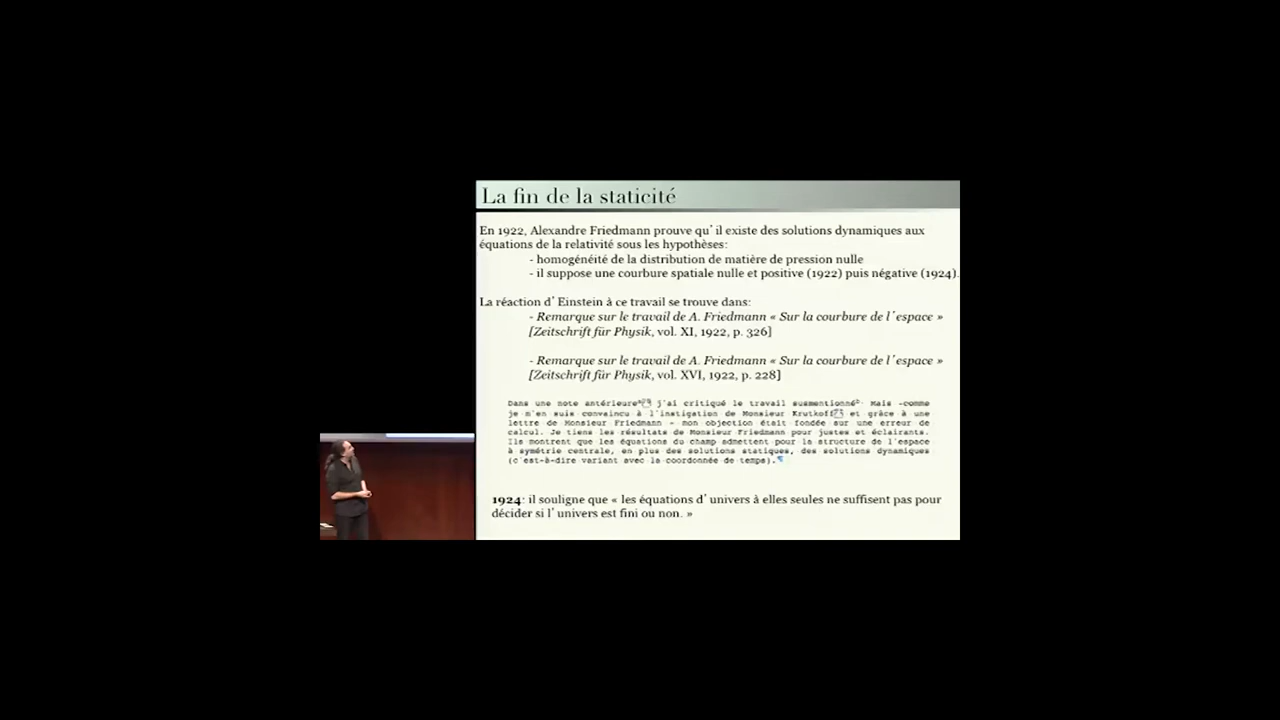 La fin de la staticité
En 1922, Alexandre Friedmann prouve qu'il existe des solutions dynamiques aux
équations de la relativité sous les hypothèses:
- homogénéité de la distribution de matière de pression nulle
- il suppose une courbure spatiale nulle et positive (1922) puis négative (1924).
La réaction d'Einstein à ce travail se trouve dans:
- Remarque sur le travail de A. Friedmann « Sur la courbure de l'espace »
[Zeitschrift für Physik, vol. XI, 1922, p. 326]
- Remarque sur le travail de A. Friedmann « Sur la courbure de l'espace »
[Zeitschrift für Physik, vol. XVI, 1922, p. 228]
Dans une note antérieure j'ai critiqué le travail susmentionné². Mais -comme
je m'en suis convaincu à l'instigation de Monsieur Krutkoff et grâce à une
lettre de Monsieur Friedmann - mon objection était fondée sur une erreur de
calcul. Je tiens les résultats de Monsieur Friedmann pour justes et éclairants.
Ils montrent que les équations du champ admettent pour la structure de l'espace
à symétrie centrale, en plus des solutions statiques, des solutions dynamiques
(c'est-à-dire variant avec la coordonnée de temps).
1924: il souligne que « les équations d'univers à elles seules ne suffisent pas pour
décider si l'univers est fini ou non. »